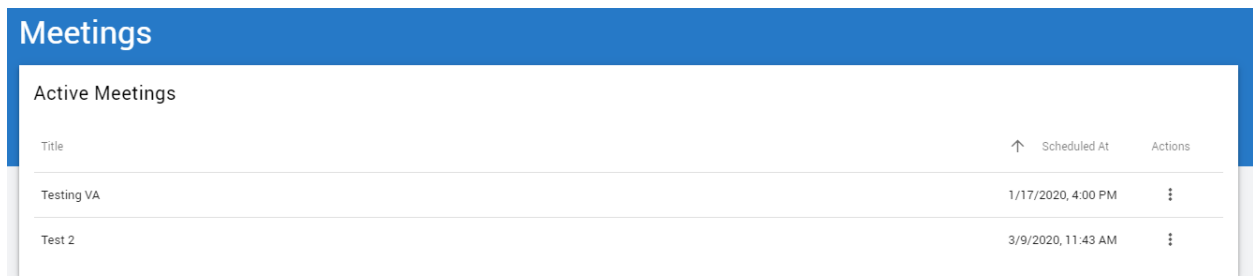 Meetings
Active Meetings
Title Scheduled At Actions
Testing VA 1/17/2020, 4:00 PM
Test 2 3/9/2020, 11:43 AM